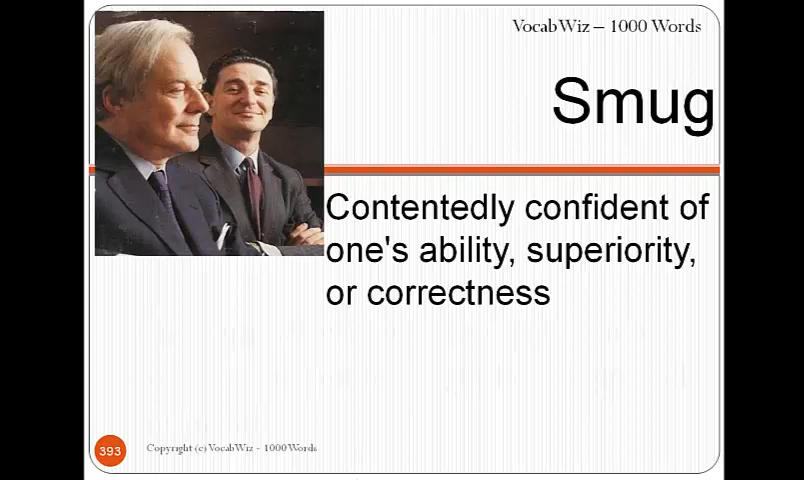 VocabWiz – 1000 Words
Smug
Contentedly confident of
one's ability, superiority,
or correctness
393
Copyright (c) VocabWiz - 1000 Words